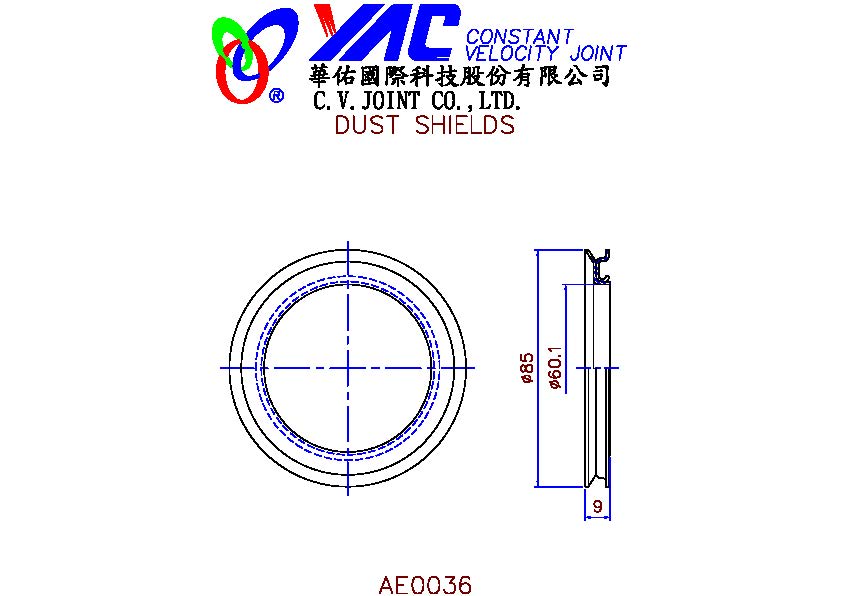 YAC CONSTANT
VELOCITY JOINT
®
華佑國際科技股份有限公司
C.V.JOINT CO.,LTD.
DUST SHIELDS
ø85
ø60.1
9
AE0036